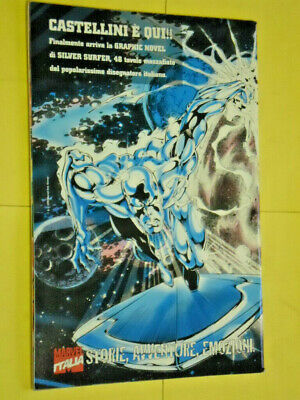 CASTELLINI È QUI!!
Finalmente arriva la GRAPHIC NOVEL
di SILVER SURFER, 48 tavole mozzafiato
del popolarissimo disegnatore italiano.
MARVEL
ITALIA
STORIE, AVVENTURE, EMOZIONI.